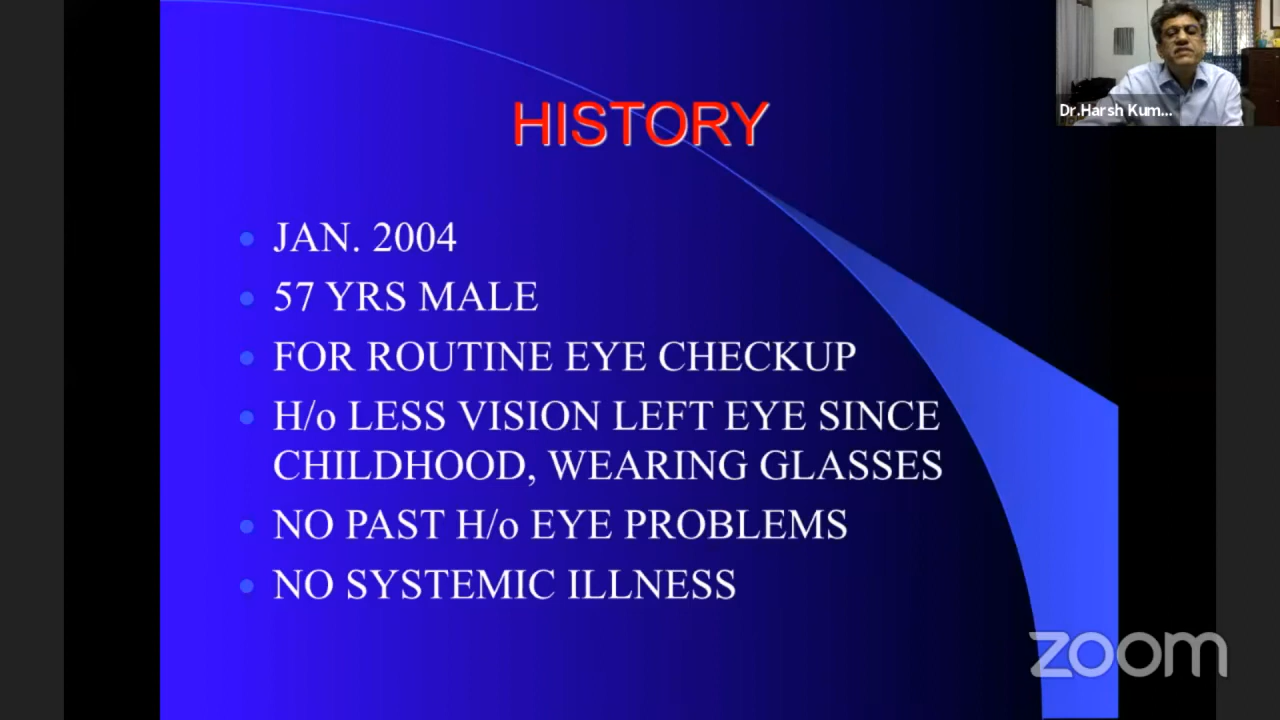 Dr.Harsh Kum...
HISTORY
JAN. 2004
57 YRS MALE
FOR ROUTINE EYE CHECKUP
H/o LESS VISION LEFT EYE SINCE
CHILDHOOD, WEARING GLASSES
NO PAST H/o EYE PROBLEMS
NO SYSTEMIC ILLNESS
zoom